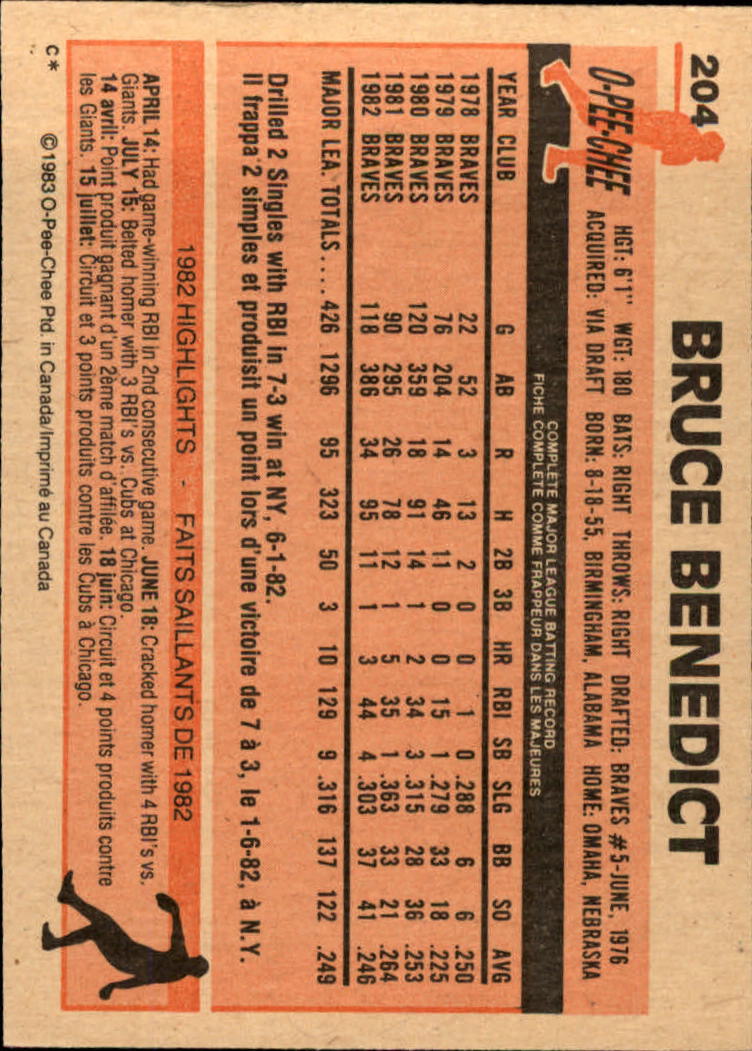 204
BRUCE BENEDICT
O-PEE-CHEE
HGT: 6'1" WGT: 180 BATS: RIGHT THROWS: RIGHT DRAFTED: BRAVES #5-JUNE, 1976
ACQUIRED: VIA DRAFT BORN: 8-18-55, BIRMINGHAM, ALABAMA HOME: OMAHA, NEBRASKA
COMPLETE MAJOR LEAGUE BATTING RECORD
FICHE COMPLÈTE COMME FRAPPEUR DANS LES MAJEURES
YEAR CLUB G AB R H 2B 3B HR RBI SB SLG BB SO AVG
1978 BRAVES 22 52 3 13 2 0 0 1 0 .288 6 6 .250
1979 BRAVES 76 204 14 46 11 0 0 15 1 .279 33 18 .225
1980 BRAVES 120 359 18 91 14 1 2 34 3 .315 28 36 .253
1981 BRAVES 90 295 26 78 12 1 5 35 1 .363 33 21 .264
1982 BRAVES 118 386 34 95 11 1 3 44 4 .303 37 41 .246
MAJOR LEA. TOTALS .... 426 1296 95 323 50 3 10 129 9 .316 137 122 .249
Drilled 2 Singles with RBI in 7-3 win at NY, 6-1-82.
Il frappa 2 simples et produisit un point lors d'une victoire de 7 à 3, le 1-6-82, à N.Y.
1982 HIGHLIGHTS - FAITS SAILLANTS DE 1982
APRIL 14: Had game-winning RBI in 2nd consecutive game. JUNE 18: Cracked homer with 4 RBI's vs.
Giants. JULY 15: Belted homer with 3 RBI's vs. Cubs at Chicago.
14 avril: Point produit gagnant d'un 2ème match d'affilée. 18 juin: Circuit et 4 points produits contre
les Giants. 15 juillet: Circuit et 3 points produits contre les Cubs à Chicago.
C* ©1983 O-Pee-Chee Ptd. in Canada/Imprimé au Canada